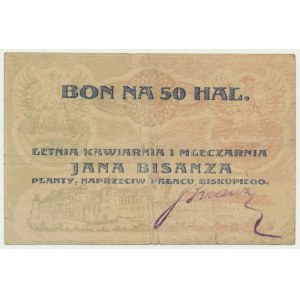 BON NA 50 HAL.
LETNIA KAWIARNIA I MLECZARNIA
JANA BISANZA
PLANTY, NAPRZECIW PAŁACU BISKUPIEGO.